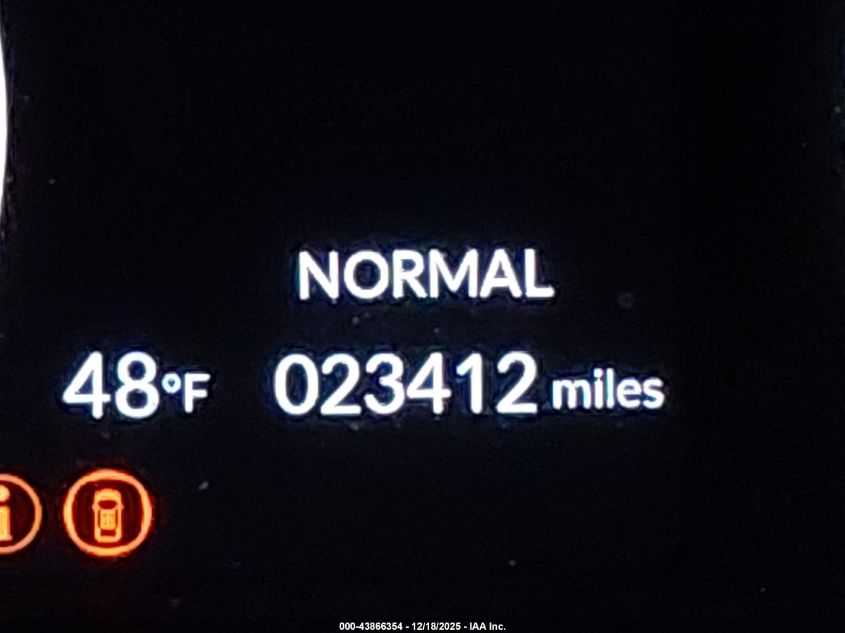 NORMAL
48°F 023412 miles
i
000-43866354 - 12/18/2025 - IAA Inc.